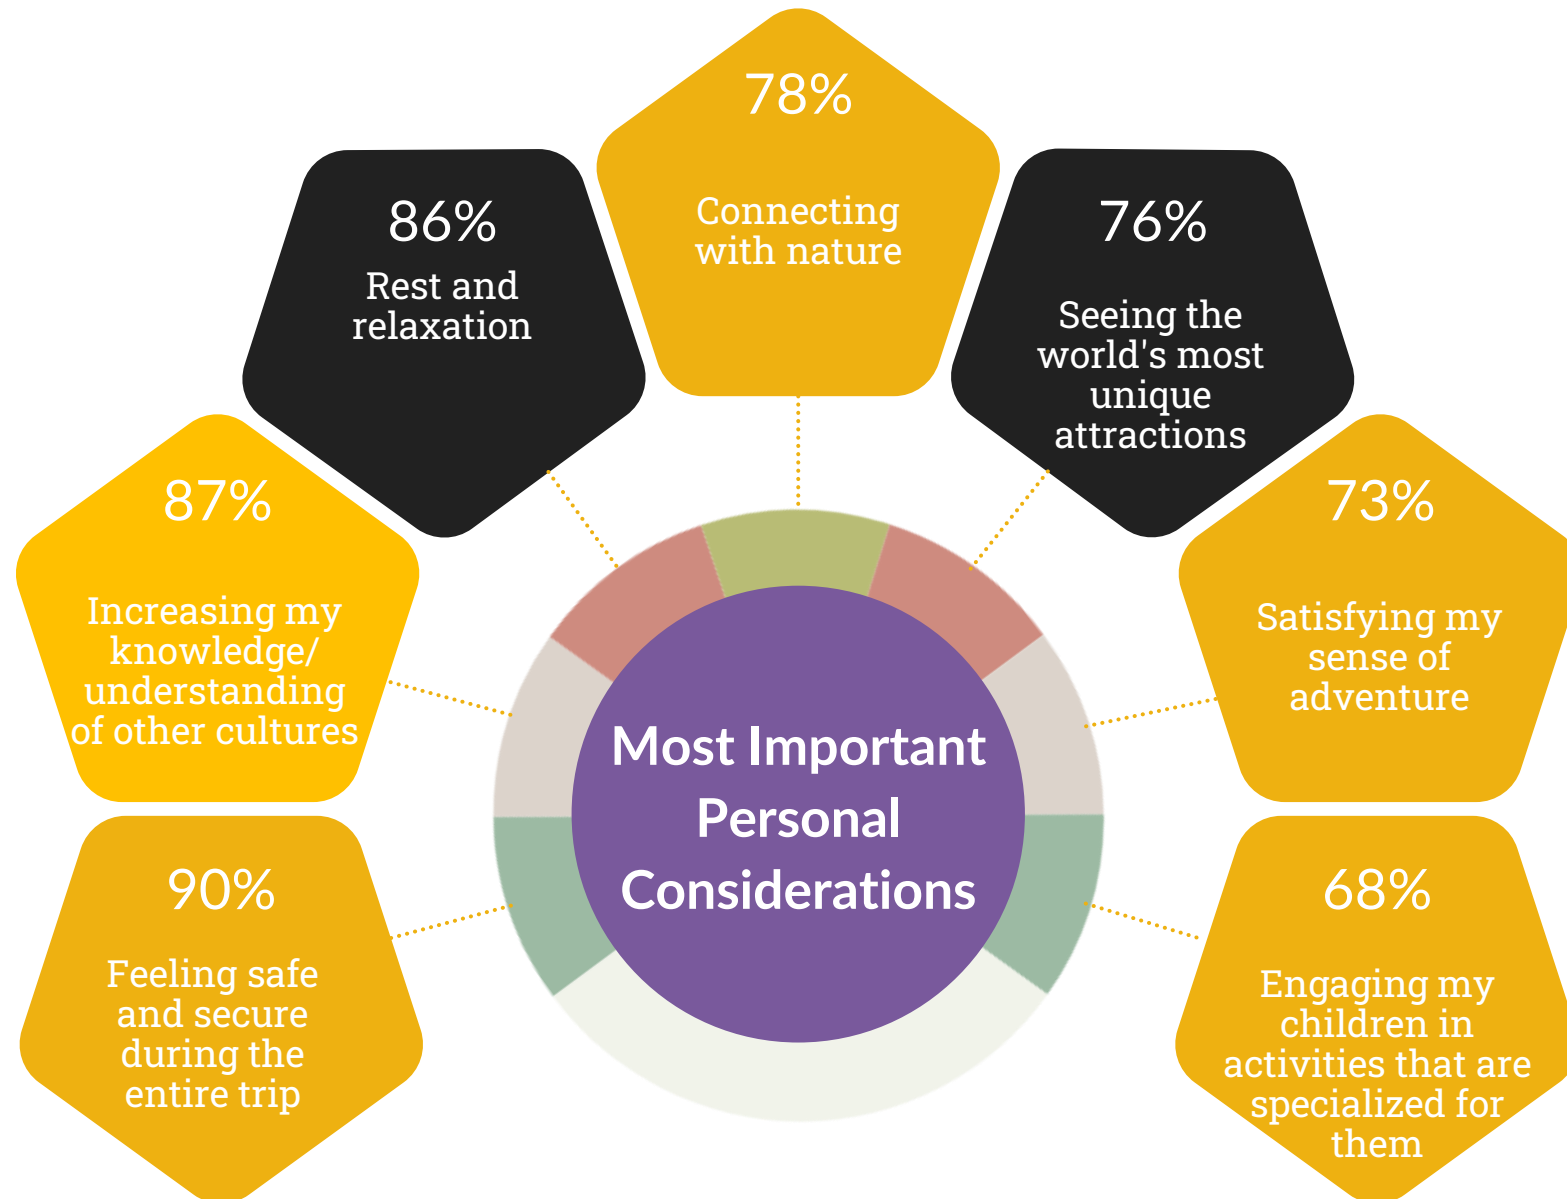 78%
Connecting
with nature
86%
Rest and
relaxation
76%
Seeing the
world's most
unique
attractions
87%
Increasing my
knowledge/
understanding
of other cultures
73%
Satisfying my
sense of
adventure
Most Important
Personal
Considerations
90%
Feeling safe
and secure
during the
entire trip
68%
Engaging my
children in
activities that are
specialized for
them